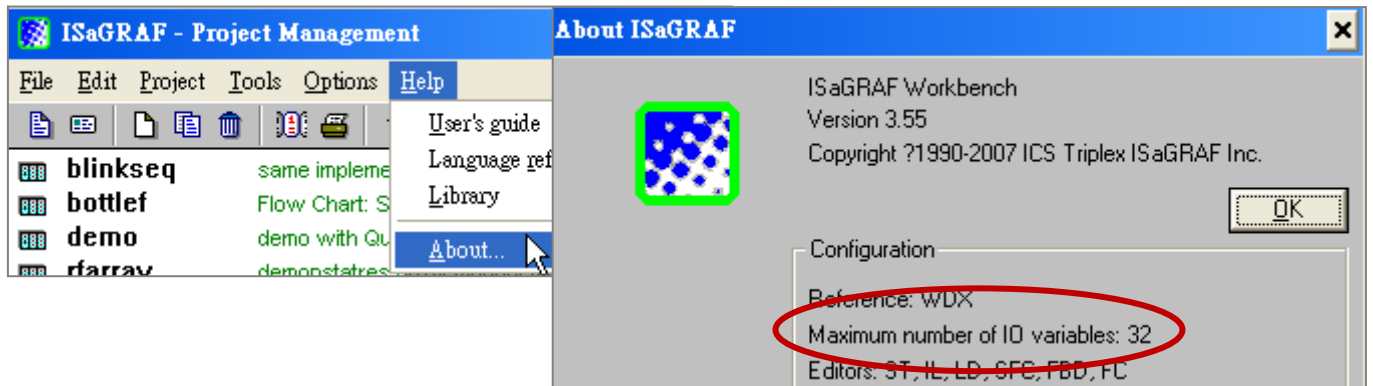 ISaGRAF - Project Management
File Edit Project Tools Options Help
User's guide
Language ref
Library
About...
blinkseq same impleme
bottlef Flow Chart: S
demo demo with Qu
rfarray demonstrates
About ISaGRAF
ISaGRAF Workbench
Version 3.55
Copyright ?1990-2007 ICS Triplex ISaGRAF Inc.
OK
Configuration
Reference: WDX
Maximum number of IO variables: 32
Editors: ST, IL, LD, SFC, FBD, FC